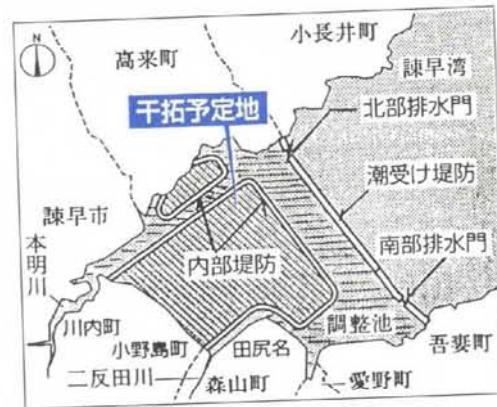 N
小長井町
高来町
諫早湾
干拓予定地
北部排水門
潮受け堤防
諫早市
本明川
内部堤防
南部排水門
川内町
調整池
小野島町
田尻名
吾妻町
二反田川
森山町
愛野町